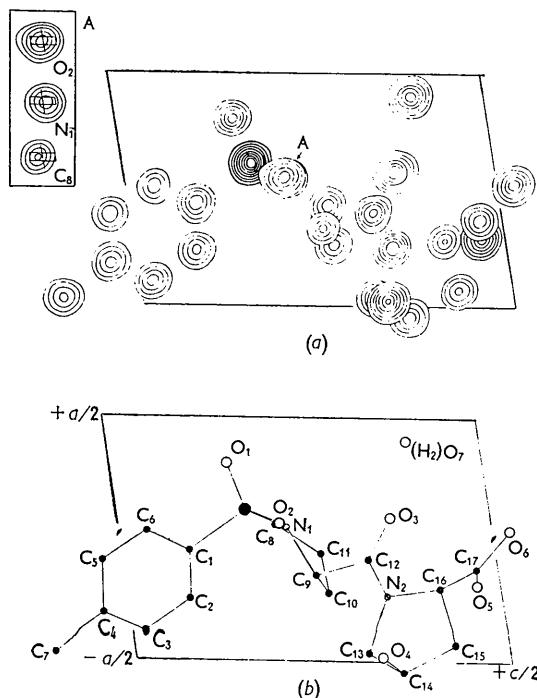 A
O₂
N₁
C₈
A
(a)
+a/2
O₁
(H₂)O₇
O₂
N₁
O₃
C₆
C₈
C₁₁
C₁₂
C₁₇
O₆
C₅
C₁
C₉
N₂
C₁₆
O₅
C₂
C₁₀
C₄
C₃
C₇
-a/2
C₁₃
O₄
C₁₄
C₁₅
+c/2
(b)